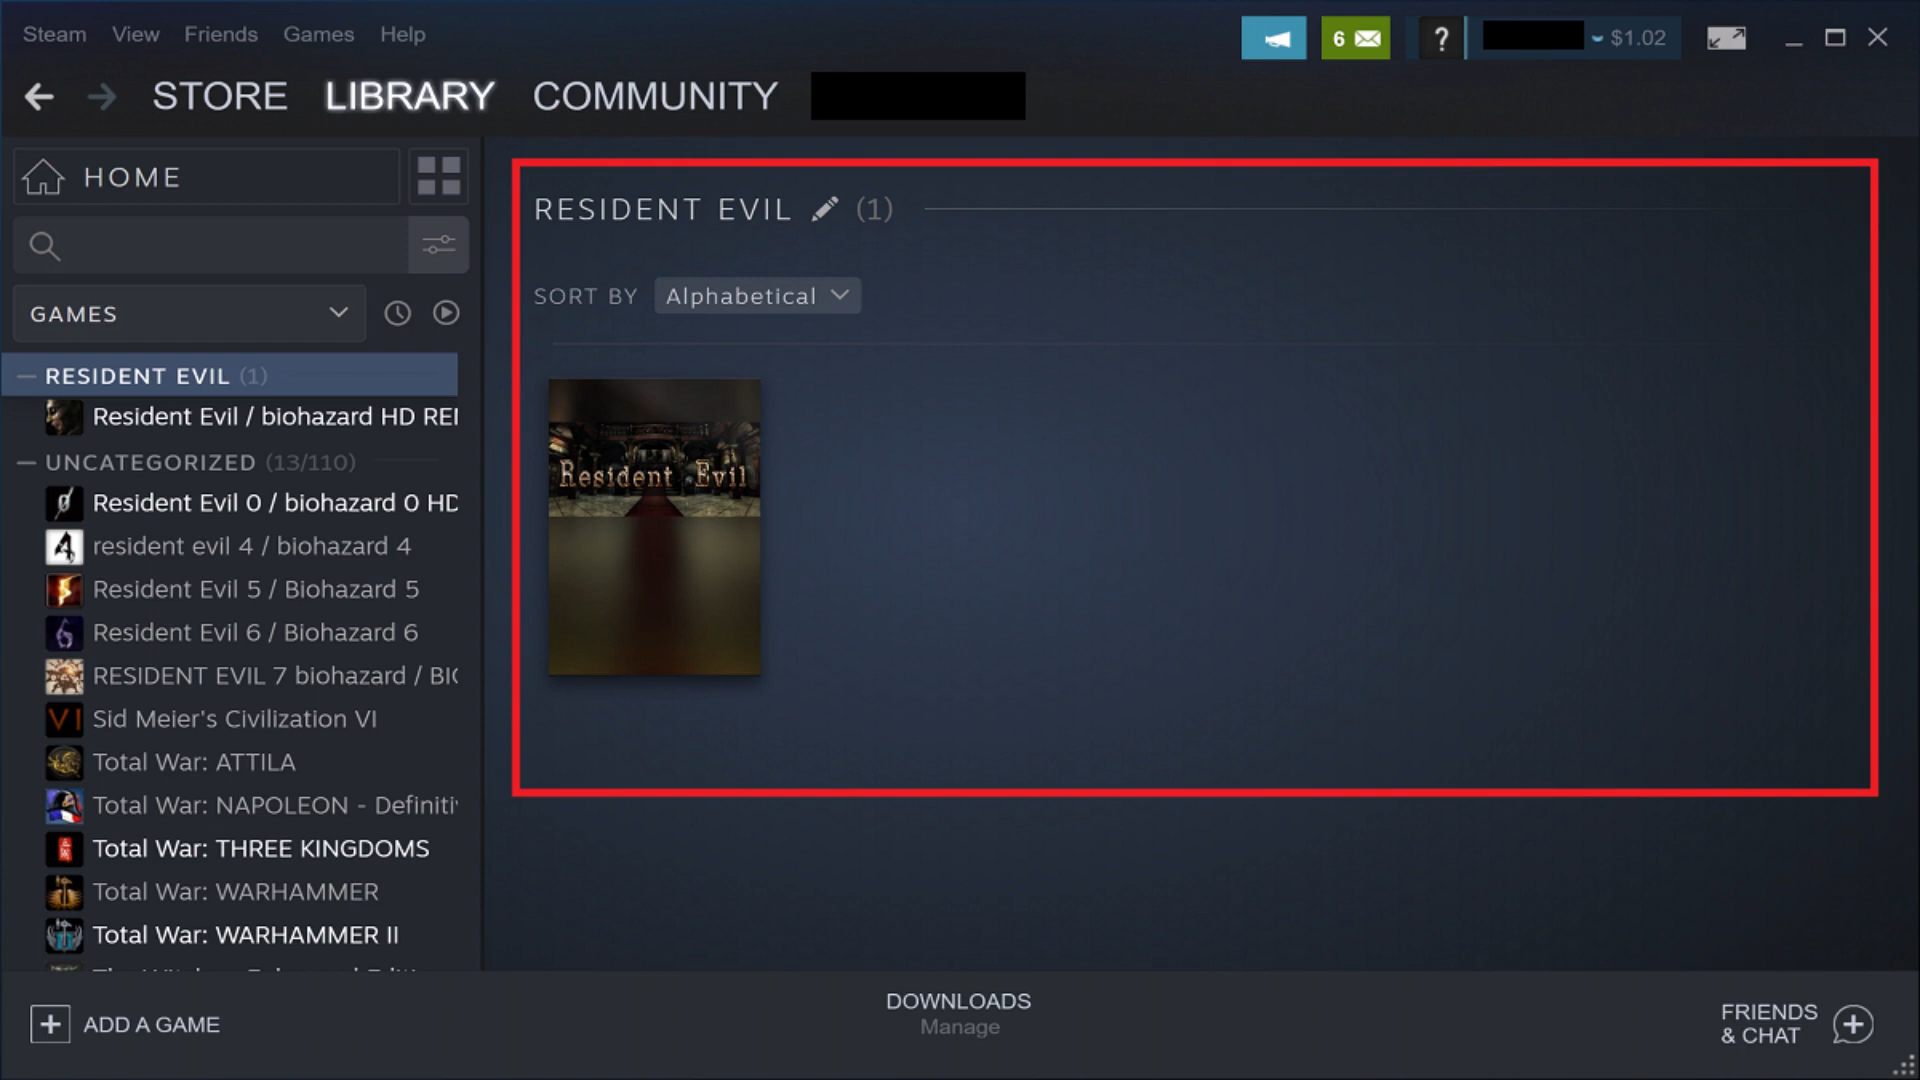 Steam View Friends Games Help
6 ? $1.02
STORE LIBRARY COMMUNITY
HOME
GAMES
RESIDENT EVIL (1)
Resident Evil / biohazard HD REI
UNCATEGORIZED (13/110)
Resident Evil 0 / biohazard 0 HD
resident evil 4 / biohazard 4
Resident Evil 5 / Biohazard 5
Resident Evil 6 / Biohazard 6
RESIDENT EVIL 7 biohazard / BIO
VI Sid Meier's Civilization VI
Total War: ATTILA
Total War: NAPOLEON - Definiti
Total War: THREE KINGDOMS
Total War: WARHAMMER
Total War: WARHAMMER II
RESIDENT EVIL (1)
SORT BY Alphabetical
Resident Evil
ADD A GAME
DOWNLOADS
Manage
FRIENDS
& CHAT